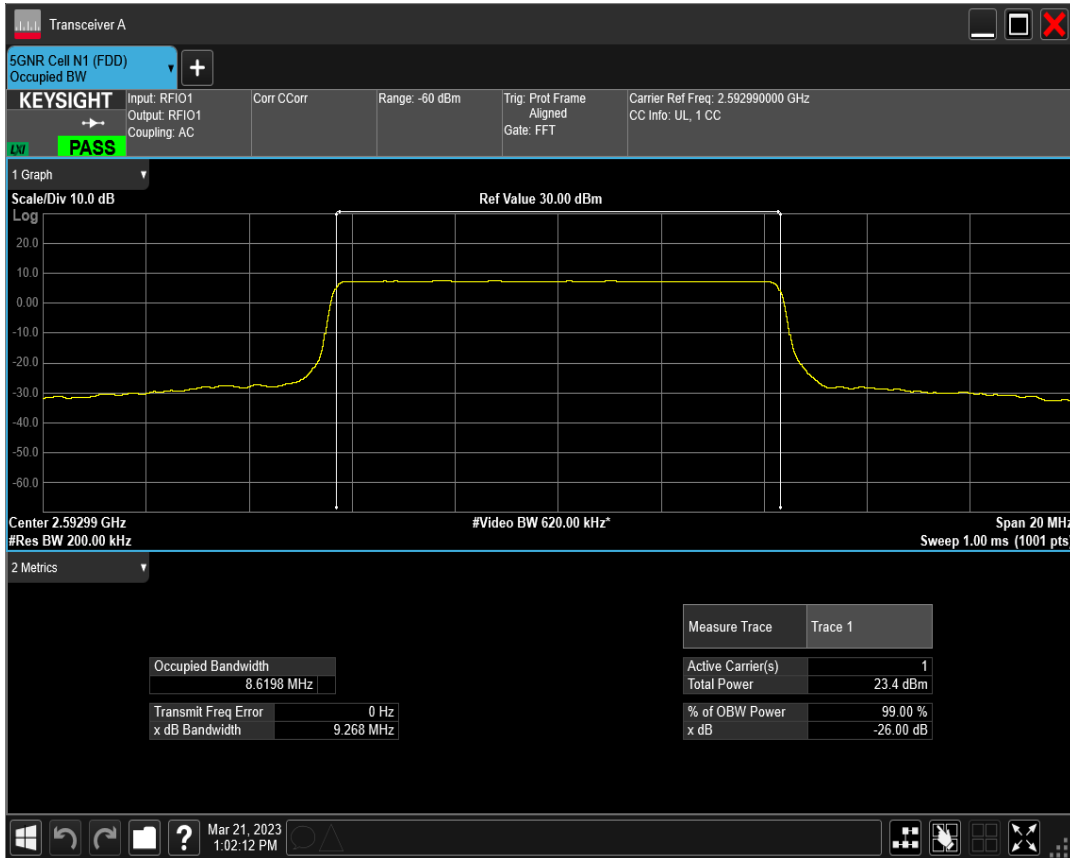 Transceiver A
5GNR Cell N1 (FDD)
Occupied BW
+
KEYSIGHT
LXI
PASS
Input: RFIO1
Output: RFIO1
Coupling: AC
Corr CCorr
Range: -60 dBm
Trig: Prot Frame
Aligned
Gate: FFT
Carrier Ref Freq: 2.592990000 GHz
CC Info: UL, 1 CC
1 Graph
Scale/Div 10.0 dB
Ref Value 30.00 dBm
Log
20.0
10.0
0.00
-10.0
-20.0
-30.0
-40.0
-50.0
-60.0
Center 2.59299 GHz
#Video BW 620.00 kHz*
Span 20 MHz
#Res BW 200.00 kHz
Sweep 1.00 ms (1001 pts)
2 Metrics
Measure Trace Trace 1
Occupied Bandwidth
8.6198 MHz
Active Carrier(s) 1
Total Power 23.4 dBm
Transmit Freq Error 0 Hz
x dB Bandwidth 9.268 MHz
% of OBW Power 99.00 %
x dB -26.00 dB
?
Mar 21, 2023
1:02:12 PM